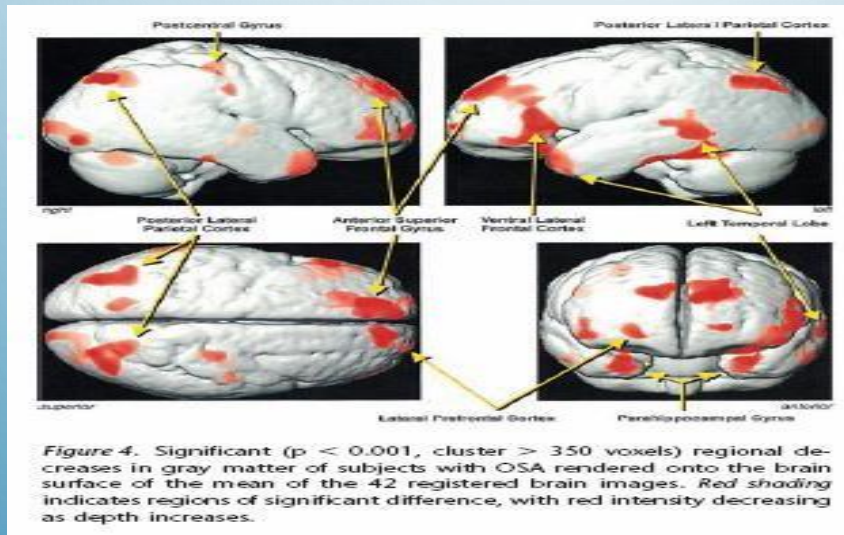 Postcentral Gyrus
Posterior Lateral Parietal Cortex
right
left
Posterior Lateral
Parietal Cortex
Anterior Superior
Frontal Gyrus
Ventral Lateral
Frontal Cortex
Left Temporal Lobe
superior
Lateral Prefrontal Cortex
Parahippocampal Gyrus
anterior
Figure 4. Significant (p < 0.001, cluster > 350 voxels) regional de-
creases in gray matter of subjects with OSA rendered onto the brain
surface of the mean of the 42 registered brain images. Red shading
indicates regions of significant difference, with red intensity decreasing
as depth increases.